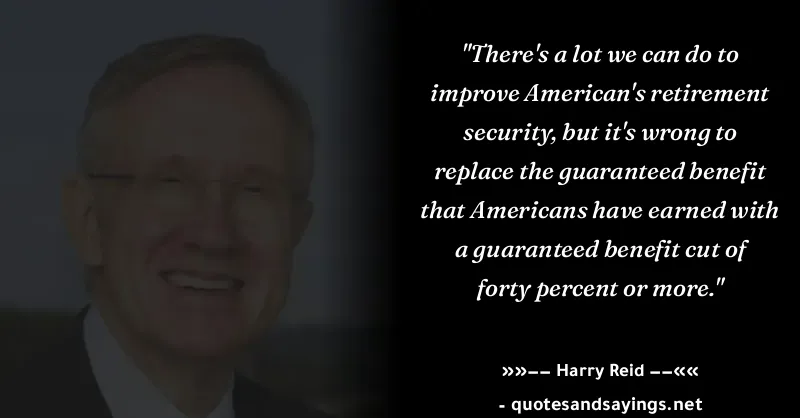 "There's a lot we can do to
improve American's retirement
security, but it's wrong to
replace the guaranteed benefit
that Americans have earned with
a guaranteed benefit cut of
forty percent or more."
»»–– Harry Reid ––««
- quotesandsayings.net